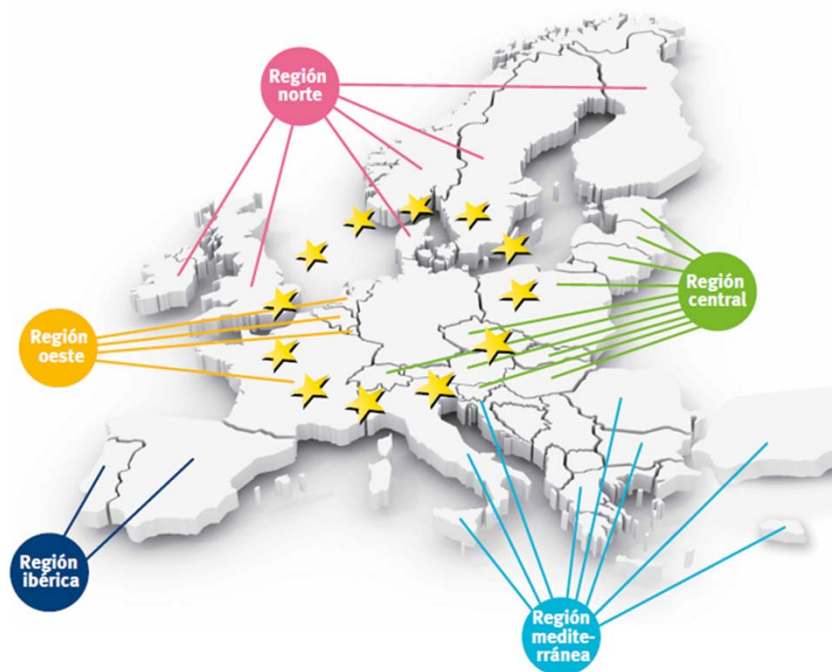 Región
norte
Región
central
Región
oeste
Región
ibérica
Región
medite-
rránea